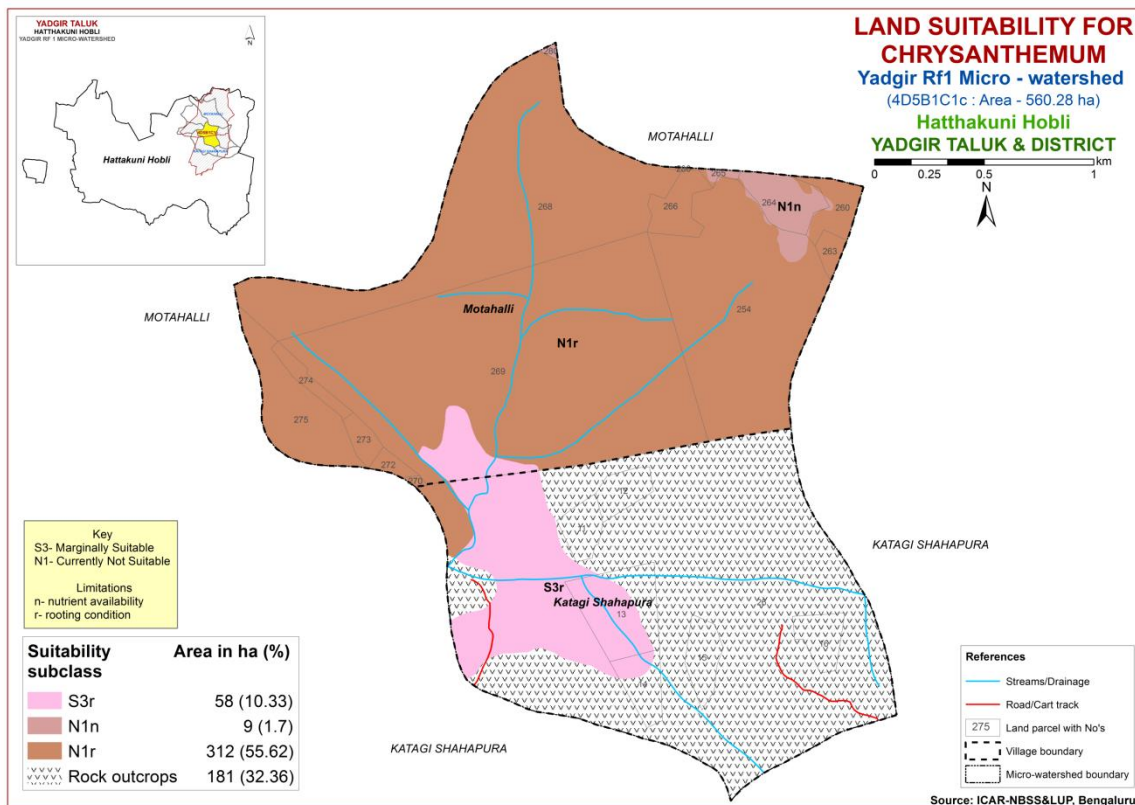 YADGIR TALUK
HATTHAKUNI HOBLI
YADGIR RF 1 MICRO-WATERSHED
N
Hattakuni Hobli
LAND SUITABILITY FOR
CHRYSANTHEMUM
Yadgir Rf1 Micro - watershed
(4D5B1C1c : Area - 560.28 ha)
Hatthakuni Hobli
YADGIR TALUK & DISTRICT
km
0 0.25 0.5 1
N
MOTAHALLI
268
266
265
264
N1n
260
263
MOTAHALLI
Motahalli
254
N1r
269
274
275
273
272
270
12
11
KATAGI SHAHAPURA
S3r
Katagi Shahapura
13
14
KATAGI SHAHAPURA
Key
S3- Marginally Suitable
N1- Currently Not Suitable
Limitations
n- nutrient availability
r- rooting condition
Suitability subclass Area in ha (%)
S3r 58 (10.33)
N1n 9 (1.7)
N1r 312 (55.62)
Rock outcrops 181 (32.36)
References
Streams/Drainage
Road/Cart track
275 Land parcel with No's
Village boundary
Micro-watershed boundary
Source: ICAR-NBSS&LUP, Bengaluru